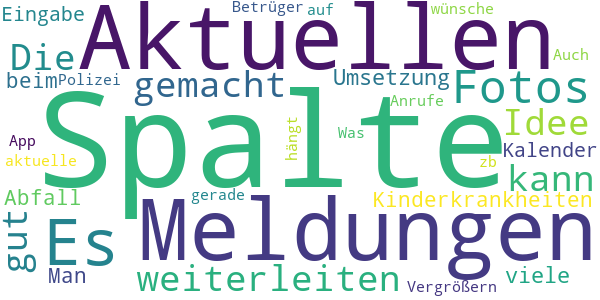 Eingabe Aktuellen Betrüger auf wünsche
Die Auch
beim Polizei gemacht Umsetzung Fotos
Spalte Anrufe Idee
App hängt Was Kalender
aktuelle zb kann
Abfall gerade Kinderkrankheiten
gut Es Meldungen
Man weiterleiten Vergrößern viele